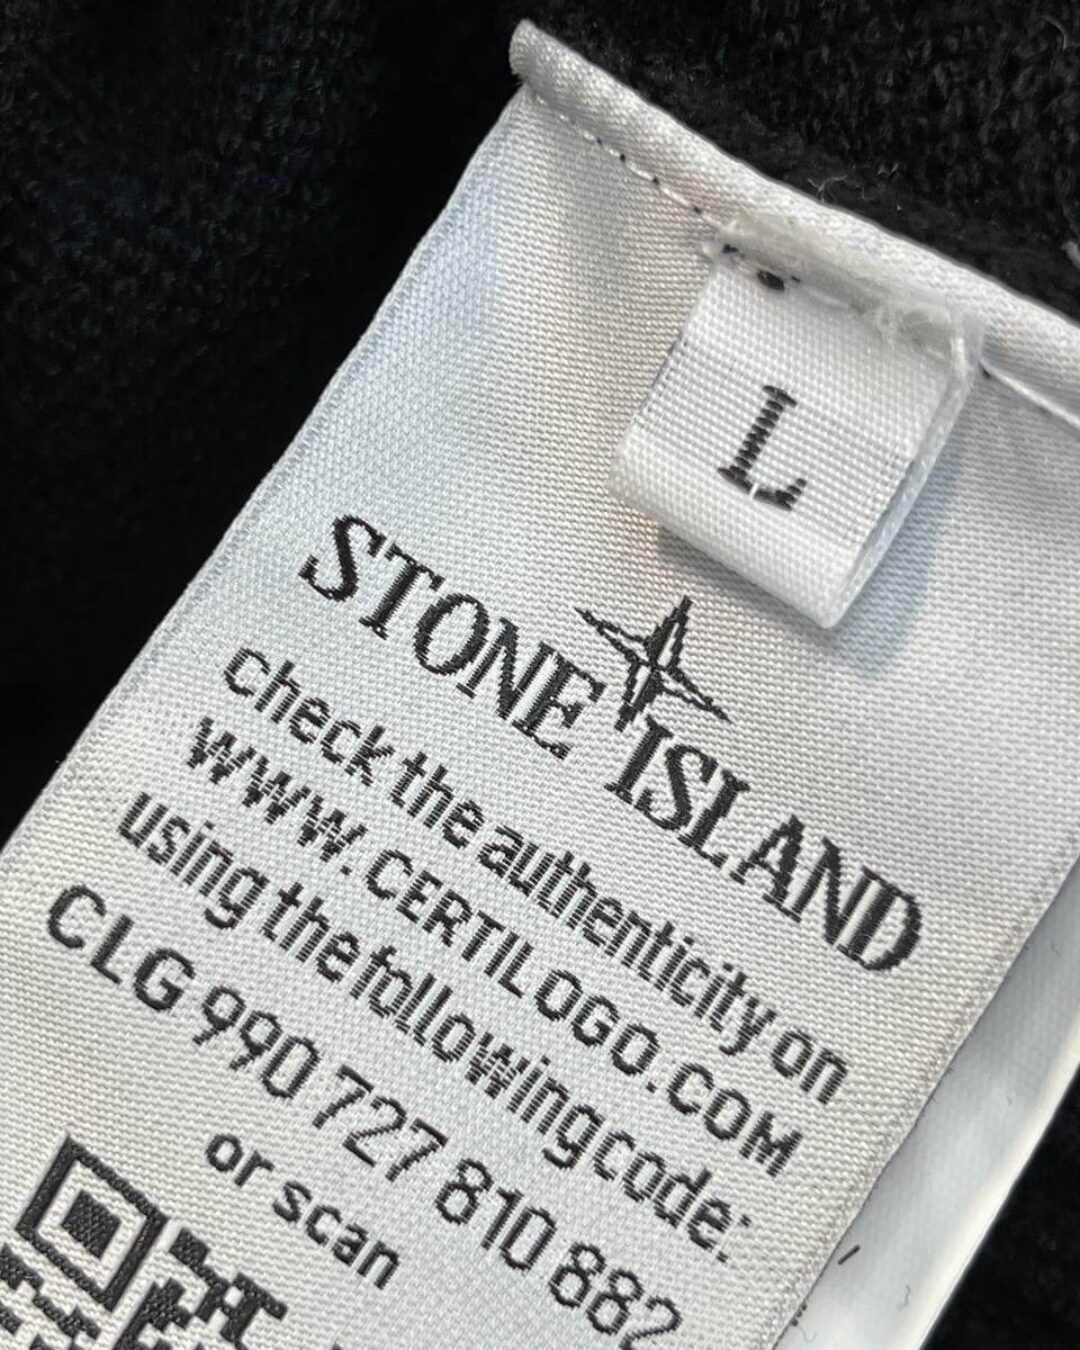 L
STONE ISLAND
check the authenticity on
WWW.CERTILOGO.COM
using the following code:
CLG 990 727 810 882
or scan